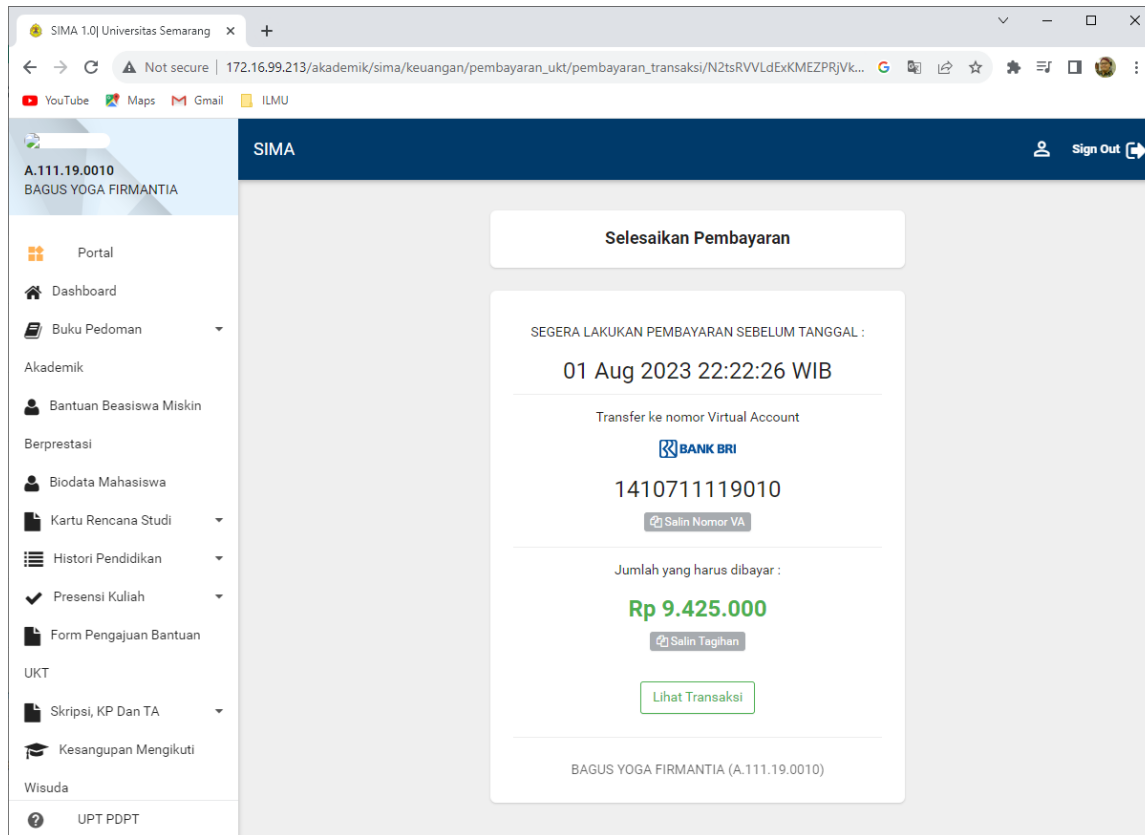 SIMA 1.0| Universitas Semarang
Not secure | 172.16.99.213/akademik/sima/keuangan/pembayaran_ukt/pembayaran_transaksi/N2tsRVVLdExKMEZPRjVk...
YouTube Maps Gmail ILMU
A.111.19.0010
BAGUS YOGA FIRMANTIA
SIMA
Sign Out
Portal
Dashboard
Buku Pedoman
Akademik
Bantuan Beasiswa Miskin
Berprestasi
Biodata Mahasiswa
Kartu Rencana Studi
Histori Pendidikan
Presensi Kuliah
Form Pengajuan Bantuan
UKT
Skripsi, KP Dan TA
Kesangupan Mengikuti
Wisuda
UPT PDPT
Selesaikan Pembayaran
SEGERA LAKUKAN PEMBAYARAN SEBELUM TANGGAL :
01 Aug 2023 22:22:26 WIB
Transfer ke nomor Virtual Account
BANK BRI
1410711119010
Salin Nomor VA
Jumlah yang harus dibayar :
Rp 9.425.000
Salin Tagihan
Lihat Transaksi
BAGUS YOGA FIRMANTIA (A.111.19.0010)